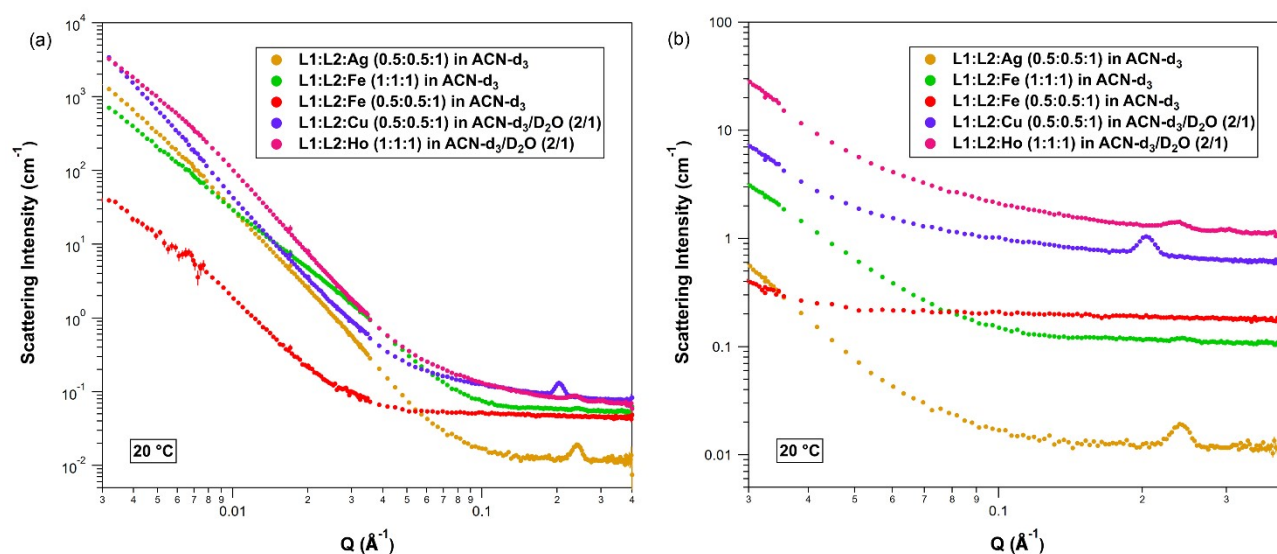 (a)
Scattering Intensity (cm⁻¹)
10⁴
10³
10²
10¹
10⁰
10⁻¹
10⁻²
L1:L2:Ag (0.5:0.5:1) in ACN-d₃
L1:L2:Fe (1:1:1) in ACN-d₃
L1:L2:Fe (0.5:0.5:1) in ACN-d₃
L1:L2:Cu (0.5:0.5:1) in ACN-d₃/D₂O (2/1)
L1:L2:Ho (1:1:1) in ACN-d₃/D₂O (2/1)
20 °C
3 4 5 6 7 8 9 0.01 2 3 4 5 6 7 8 9 0.1 2 3 4
Q (Å⁻¹)
(b)
Scattering Intensity (cm⁻¹)
100
10
1
0.1
0.01
L1:L2:Ag (0.5:0.5:1) in ACN-d₃
L1:L2:Fe (1:1:1) in ACN-d₃
L1:L2:Fe (0.5:0.5:1) in ACN-d₃
L1:L2:Cu (0.5:0.5:1) in ACN-d₃/D₂O (2/1)
L1:L2:Ho (1:1:1) in ACN-d₃/D₂O (2/1)
20 °C
3 4 5 6 7 8 9 0.1 2 3
Q (Å⁻¹)